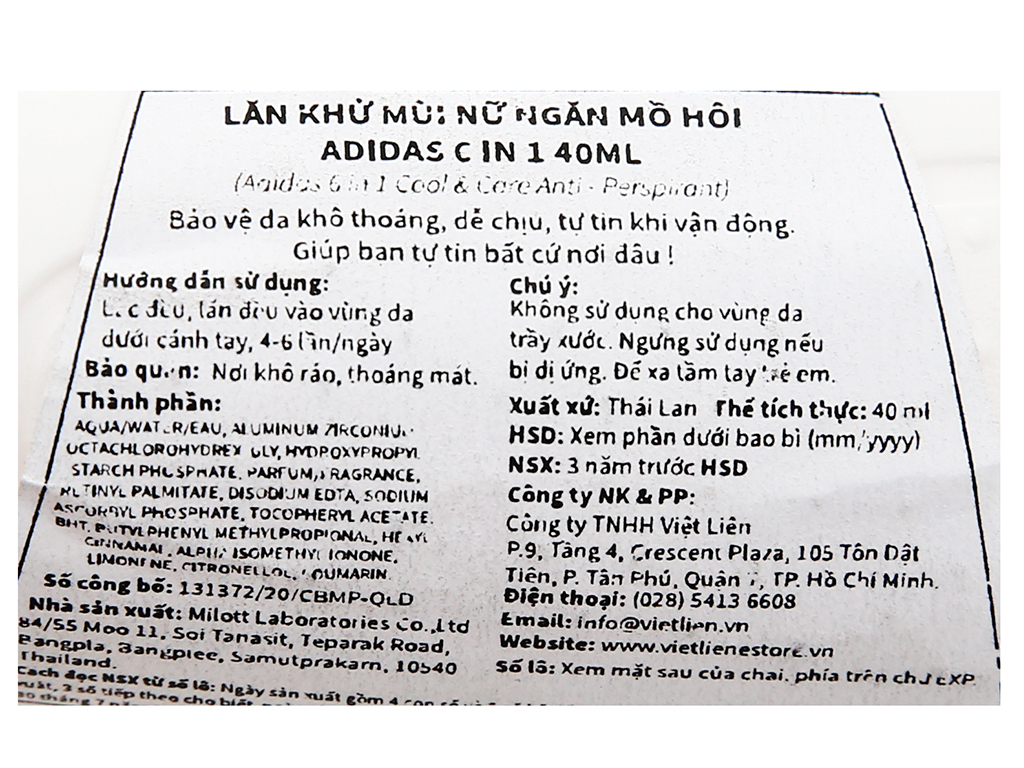 LĂN KHỬ MÙI NỮ NGĂN MỒ HÔI
ADIDAS C IN 1 40ML
(Adidas 6 in 1 Cool & Care Anti - Perspirant)
Bảo vệ da khô thoáng, dễ chịu, tự tin khi vận động.
Giúp bạn tự tin bất cứ nơi đâu !
Hướng dẫn sử dụng:
Lắc đều, lăn đều vào vùng da
dưới cánh tay, 4-6 lần/ngày
Bảo quản: Nơi khô ráo, thoáng mát.
Thành phần:
AQUA/WATER/EAU, ALUMINUM ZIRCONIUM
OCTACHLOROHYDREX GLY, HYDROXYPROPYL
STARCH PHOSPHATE, PARFUM/FRAGRANCE,
RETINYL PALMITATE, DISODIUM EDTA, SODIUM
ASCORBYL PHOSPHATE, TOCOPHERYL ACETATE.
BHT, BUTYLPHENYL METHYLPROPIONAL, HEXYL
CINNAMAL, ALPHA ISOMETHYL IONONE,
LIMONENE, CITRONELLOL, COUMARIN.
Số công bố: 131372/20/CBMP-QLD
Nhà sản xuất: Milott Laboratories Co.,Ltd
84/55 Moo 11, Soi Tanasit, Teparak Road,
Bangpla, Bangplee, Samutprakarn, 10540
Thailand.
Cách đọc NSX từ số lô: Ngày sản xuất gồm 4 con số
Chú ý:
Không sử dụng cho vùng da
trầy xước. Ngưng sử dụng nếu
bị dị ứng. Để xa tầm tay trẻ em.
Xuất xứ: Thái Lan Thể tích thực: 40 ml
HSD: Xem phần dưới bao bì (mm/yyyy)
NSX: 3 năm trước HSD
Công ty NK & PP:
Công ty TNHH Việt Liên
P.9, Tầng 4, Crescent Plaza, 105 Tôn Dật
Tiên, P. Tân Phú, Quận 7, TP. Hồ Chí Minh.
Điện thoại: (028) 5413 6608
Email: info@vietlien.vn
Website: www.vietlienestore.vn
Số lô: Xem mặt sau của chai, phía trên chữ EXP